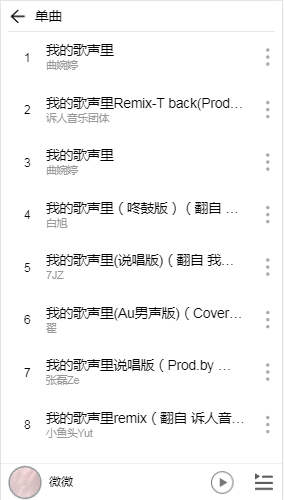 单曲
1
我的歌声里
曲婉婷
2
我的歌声里Remix-T back(Prod…
诉人音乐团体
3
我的歌声里
曲婉婷
4
我的歌声里（咚鼓版）（翻自 …
白旭
5
我的歌声里(说唱版)（翻自 我…
7JZ
6
我的歌声里(Au男声版)（Cover…
翟
7
我的歌声里说唱版（Prod.by …
张磊Ze
8
我的歌声里remix（翻自 诉人音…
小鱼头Yut
微微